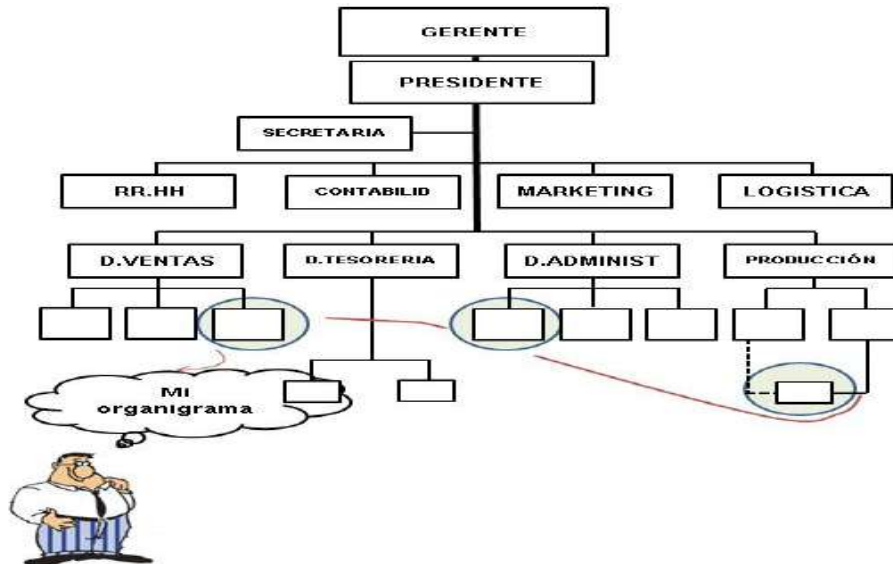 GERENTE
PRESIDENTE
SECRETARIA
RR.HH
CONTABILID
MARKETING
LOGISTICA
D.VENTAS
D.TESORERIA
D.ADMINIST
PRODUCCIÓN
Mi
organigrama